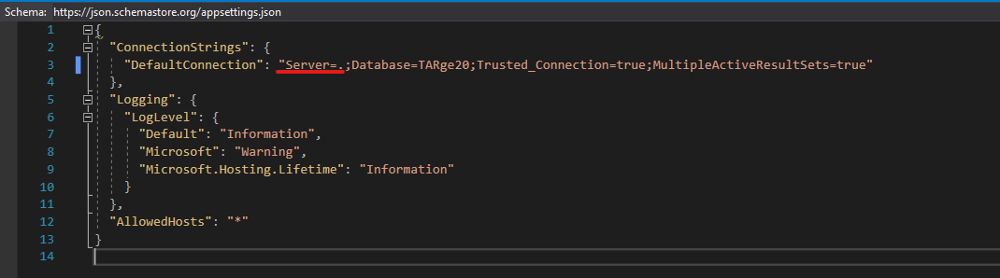 Schema: https://json.schemastore.org/appsettings.json
1 {
2 "ConnectionStrings": {
3 "DefaultConnection": "Server=.;Database=TARge20;Trusted_Connection=true;MultipleActiveResultSets=true"
4 },
5 "Logging": {
6 "LogLevel": {
7 "Default": "Information",
8 "Microsoft": "Warning",
9 "Microsoft.Hosting.Lifetime": "Information"
10 }
11 },
12 "AllowedHosts": "*"
13 }
14